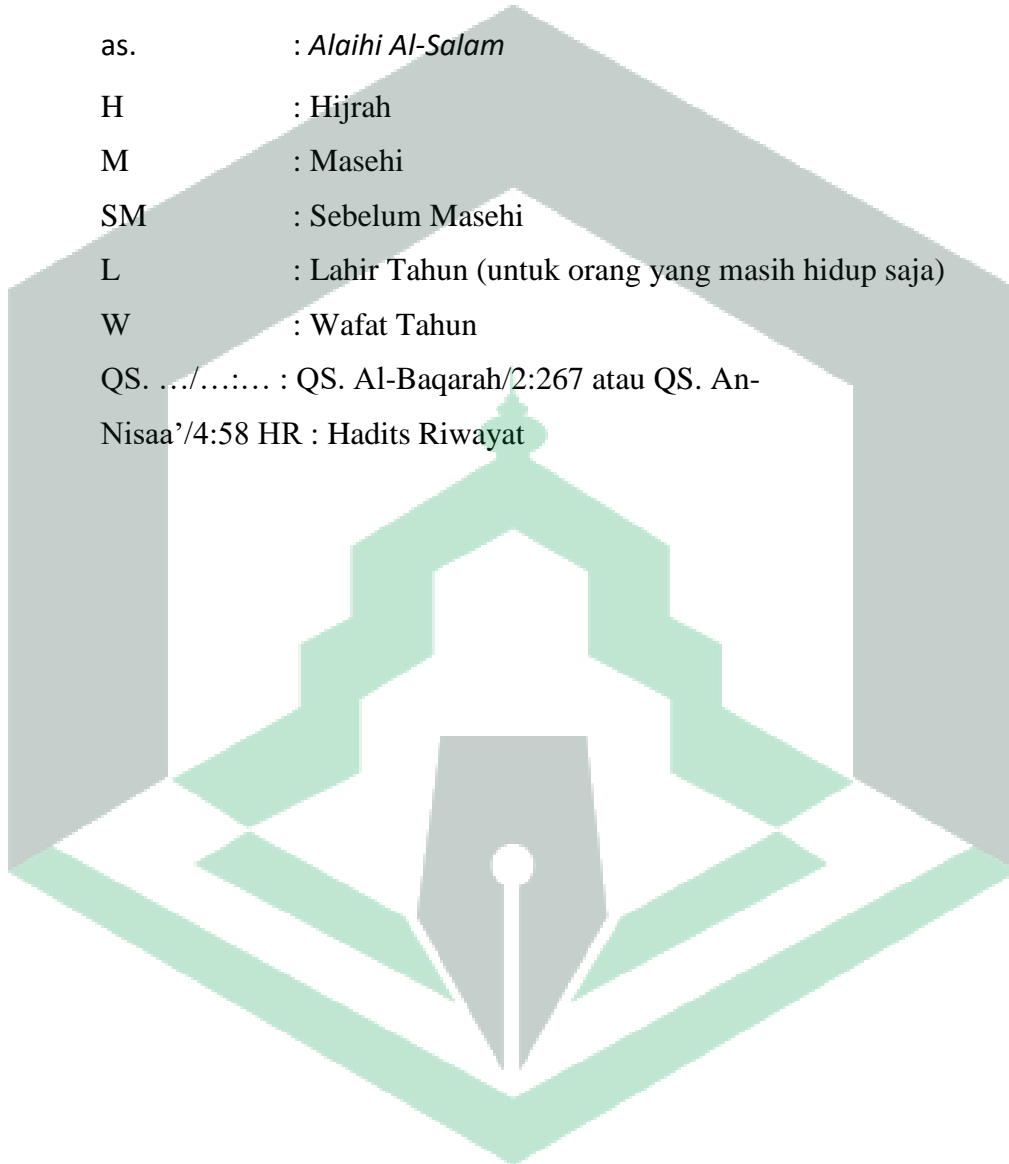 as. : Alaihi Al-Salam
H : Hijrah
M : Masehi
SM : Sebelum Masehi
L : Lahir Tahun (untuk orang yang masih hidup saja)
W : Wafat Tahun
QS. …/…:… : QS. Al-Baqarah/2:267 atau QS. An-
Nisaa’/4:58 HR : Hadits Riwayat